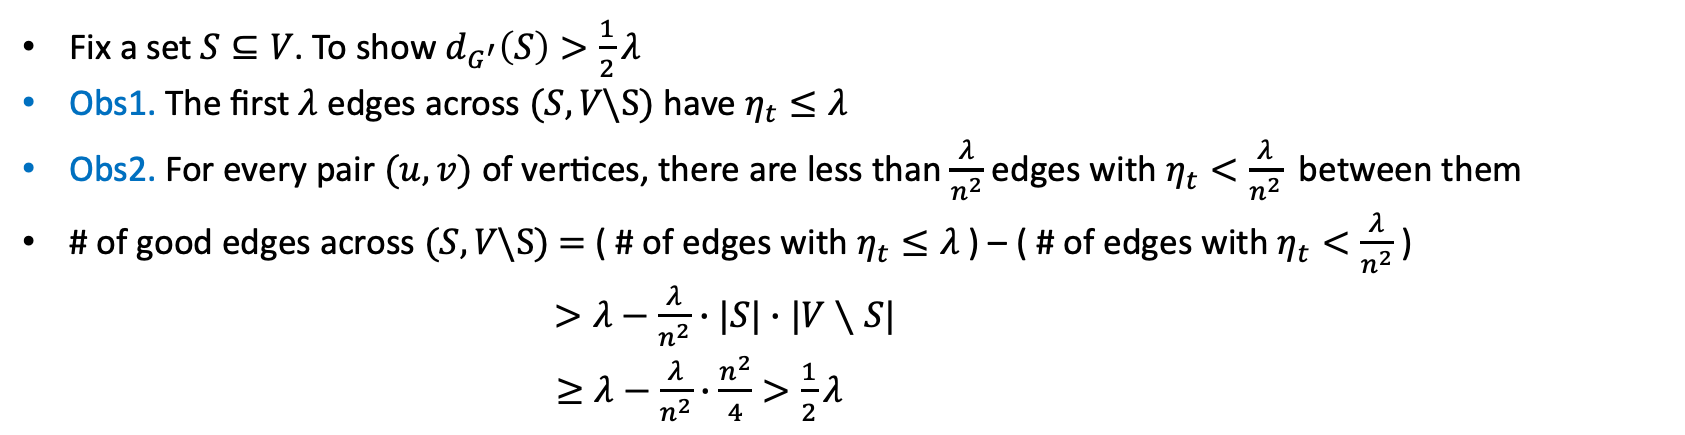 • Fix a set 𝑆 ⊆ 𝑉. To show 𝑑_{𝐺′}(𝑆) > 1/2 𝜆
• Obs1. The first 𝜆 edges across (𝑆, 𝑉\S) have 𝜂_𝑡 ≤ 𝜆
• Obs2. For every pair (𝑢, 𝑣) of vertices, there are less than 𝜆/𝑛² edges with 𝜂_𝑡 < 𝜆/𝑛² between them
• # of good edges across (𝑆, 𝑉\S) = ( # of edges with 𝜂_𝑡 ≤ 𝜆 ) − ( # of edges with 𝜂_𝑡 < 𝜆/𝑛² )
> 𝜆 − 𝜆/𝑛² ⋅ |𝑆| ⋅ |𝑉 \ 𝑆|
≥ 𝜆 − 𝜆/𝑛² ⋅ 𝑛²/4 > 1/2 𝜆